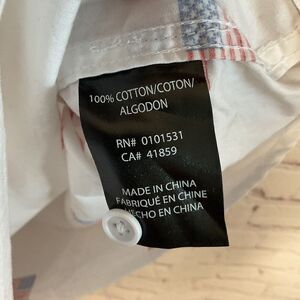 100% COTTON/COTON/
ALGODON
RN# 0101531
CA# 41859
MADE IN CHINA
FABRIQUÉ EN CHINE
HECHO EN CHINA